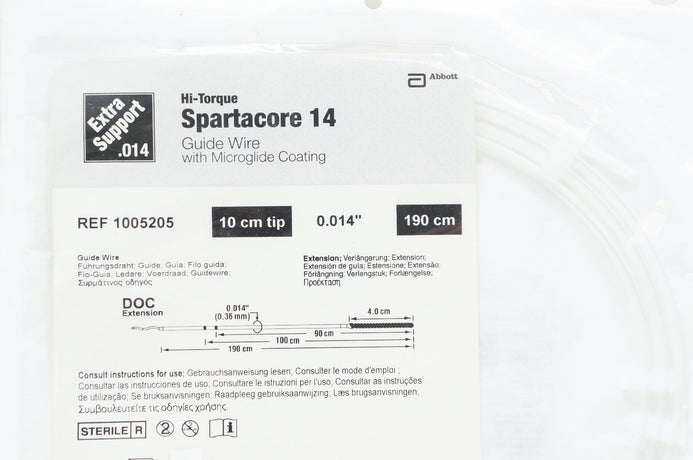 Abbott
Extra
Support
.014
Hi-Torque
Spartacore 14
Guide Wire
with Microglide Coating
REF 1005205
10 cm tip
0.014"
190 cm
Guide Wire
Führungsdraht; Guide; Guía; Filo guida;
Fio-Guia; Ledare; Voerdraad; Guidewire;
Συρμάτινος οδηγός
Extension; Verlängerung; Extension;
Extensión de guía; Estensione; Extensão;
Förlängning; Verlengstuk; Forlængelse;
Προέκταση
DOC
Extension
0.014"
(0.36 mm)
4.0 cm
90 cm
100 cm
190 cm
Consult instructions for use; Gebrauchsanweisung lesen; Consulter le mode d'emploi ;
Consultar las instrucciones de uso; Consultare le istruzioni per l'uso; Consultar as instruções
de utilização; Se bruksanvisningen; Raadpleeg gebruiksaanwijzing; Læs brugsanvisningen;
Συμβουλευτείτε τις οδηγίες χρήσης.
STERILE R
2
i